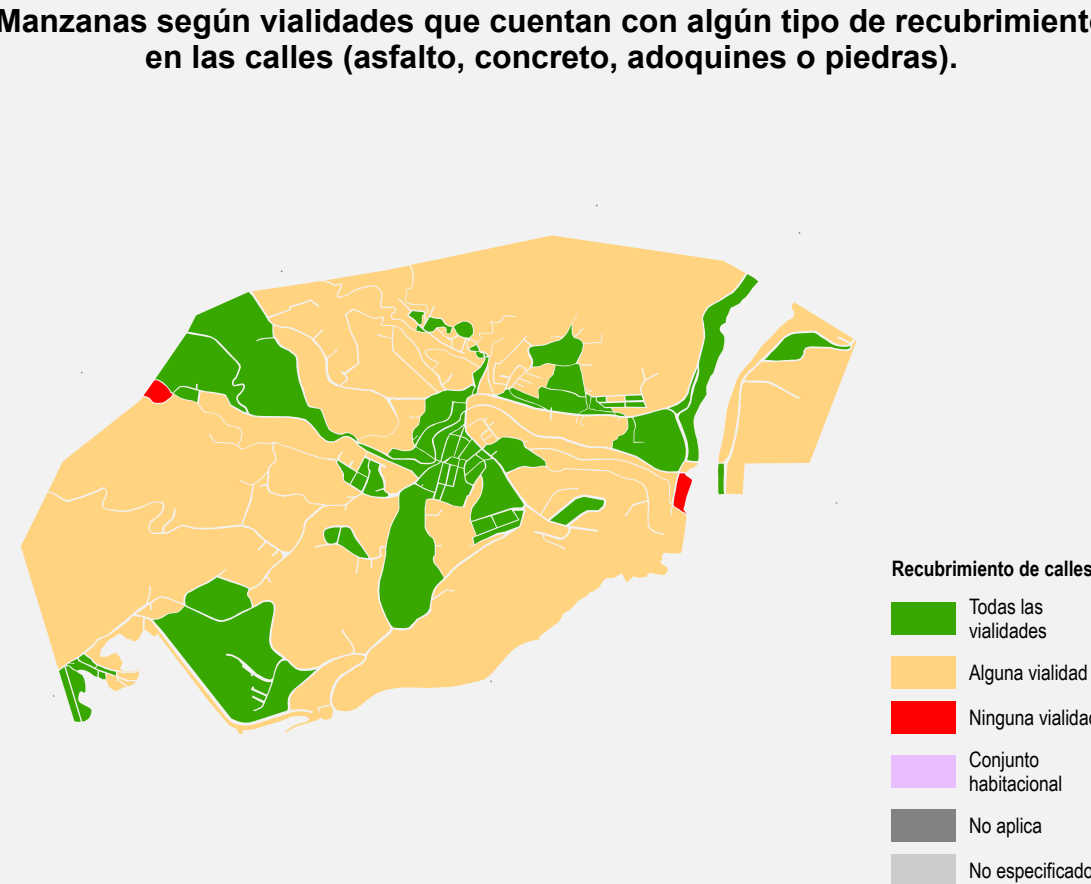 Manzanas según vialidades que cuentan con algún tipo de recubrimiento
en las calles (asfalto, concreto, adoquines o piedras).
Recubrimiento de calles
Todas las
vialidades
Alguna vialidad
Ninguna vialidad
Conjunto
habitacional
No aplica
No especificado